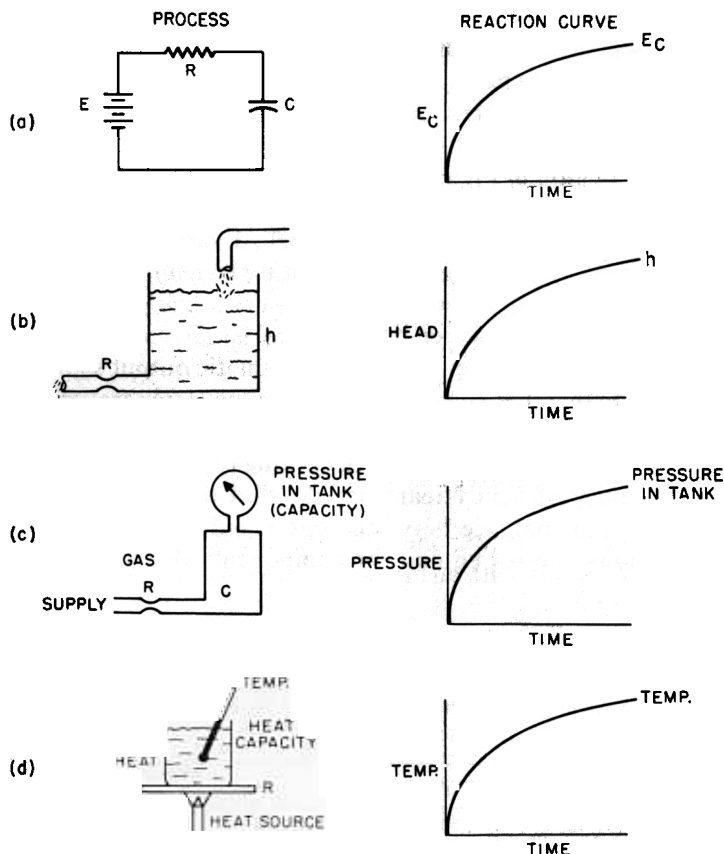 PROCESS
REACTION CURVE
(a)
E
R
C
E_C
E_C
TIME
(b)
R
h
HEAD
h
TIME
(c)
PRESSURE
IN TANK
(CAPACITY)
GAS
R
C
SUPPLY
PRESSURE
PRESSURE
IN TANK
TIME
(d)
TEMP.
HEAT
CAPACITY
HEAT
R
HEAT SOURCE
TEMP.
TEMP.
TIME